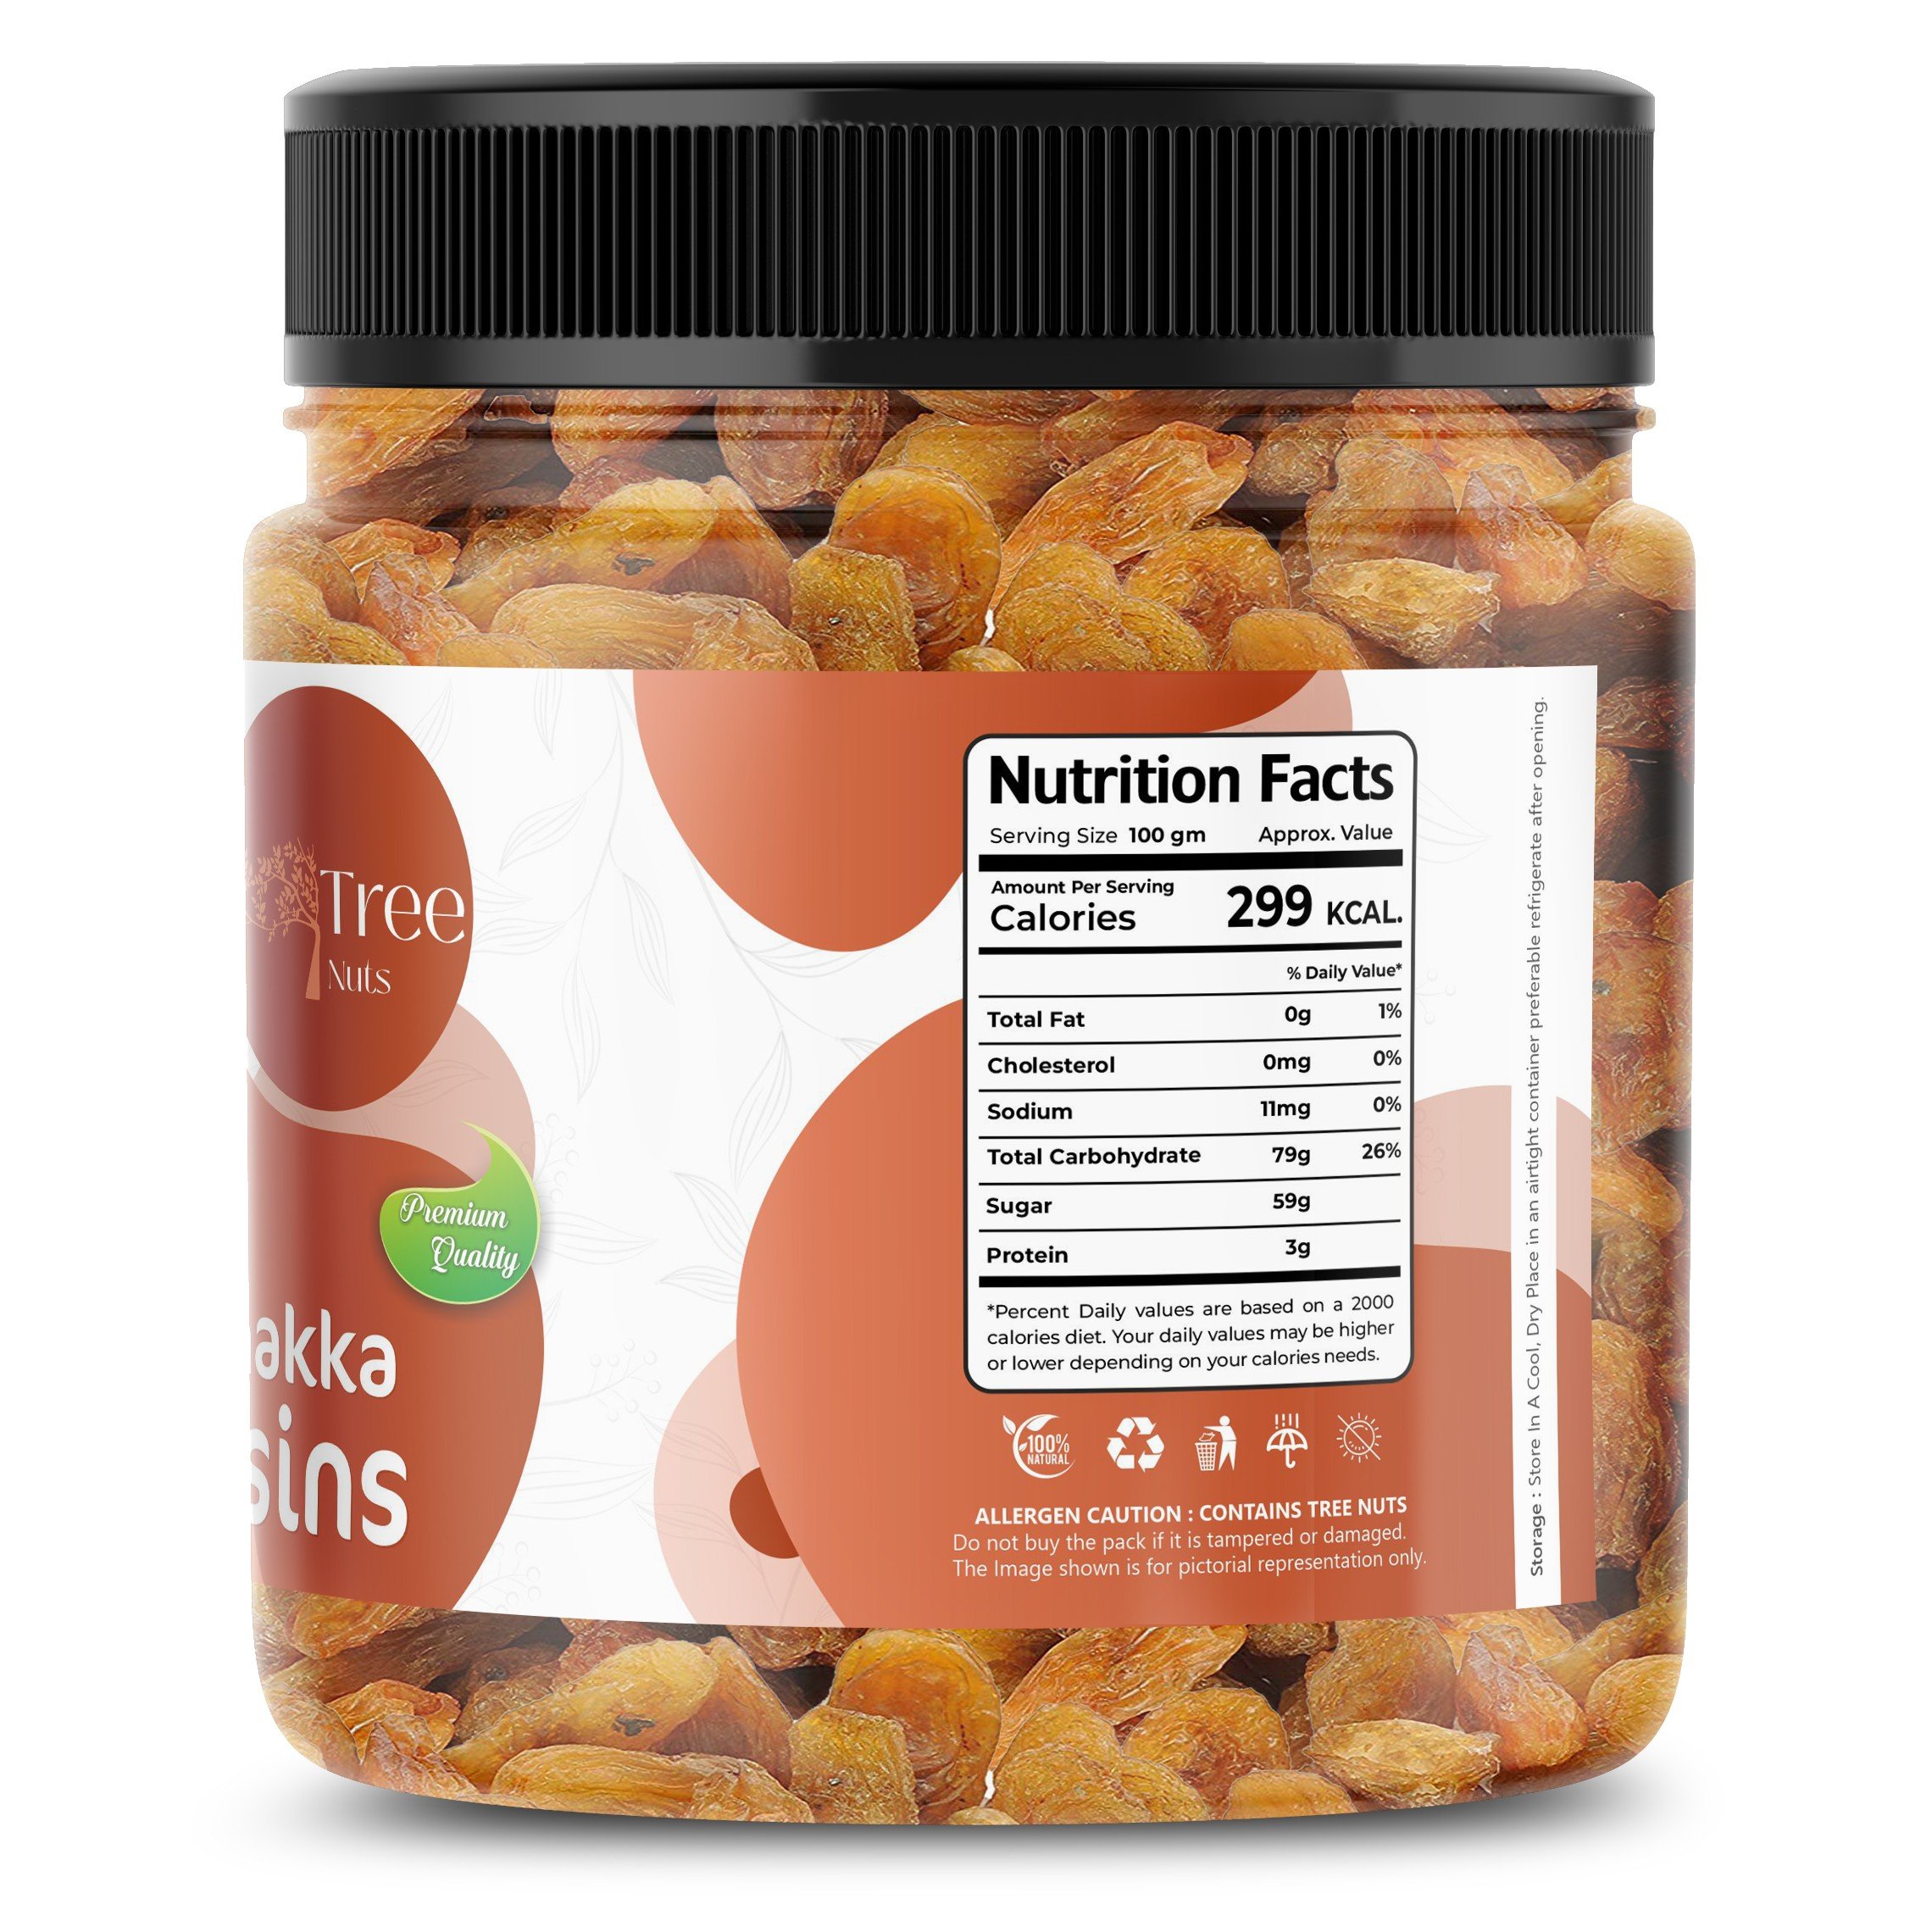 Tree
Nuts
Premium
Quality
akka
sins
Nutrition Facts
Serving Size 100 gm Approx. Value
Amount Per Serving
Calories 299 KCAL.
% Daily Value*
Total Fat 0g 1%
Cholesterol 0mg 0%
Sodium 11mg 0%
Total Carbohydrate 79g 26%
Sugar 59g
Protein 3g
*Percent Daily values are based on a 2000
calories diet. Your daily values may be higher
or lower depending on your calories needs.
100%
NATURAL
ALLERGEN CAUTION : CONTAINS TREE NUTS
Do not buy the pack if it is tampered or damaged.
The Image shown is for pictorial representation only.
Storage : Store In A Cool, Dry Place in an airtight container preferable refrigerate after opening.